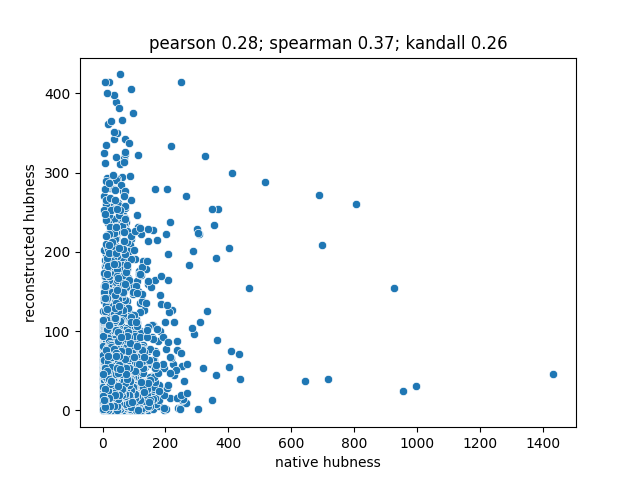 pearson 0.28; spearman 0.37; kandall 0.26
400
300
200
100
0
reconstructed hubness
0 200 400 600 800 1000 1200 1400
native hubness